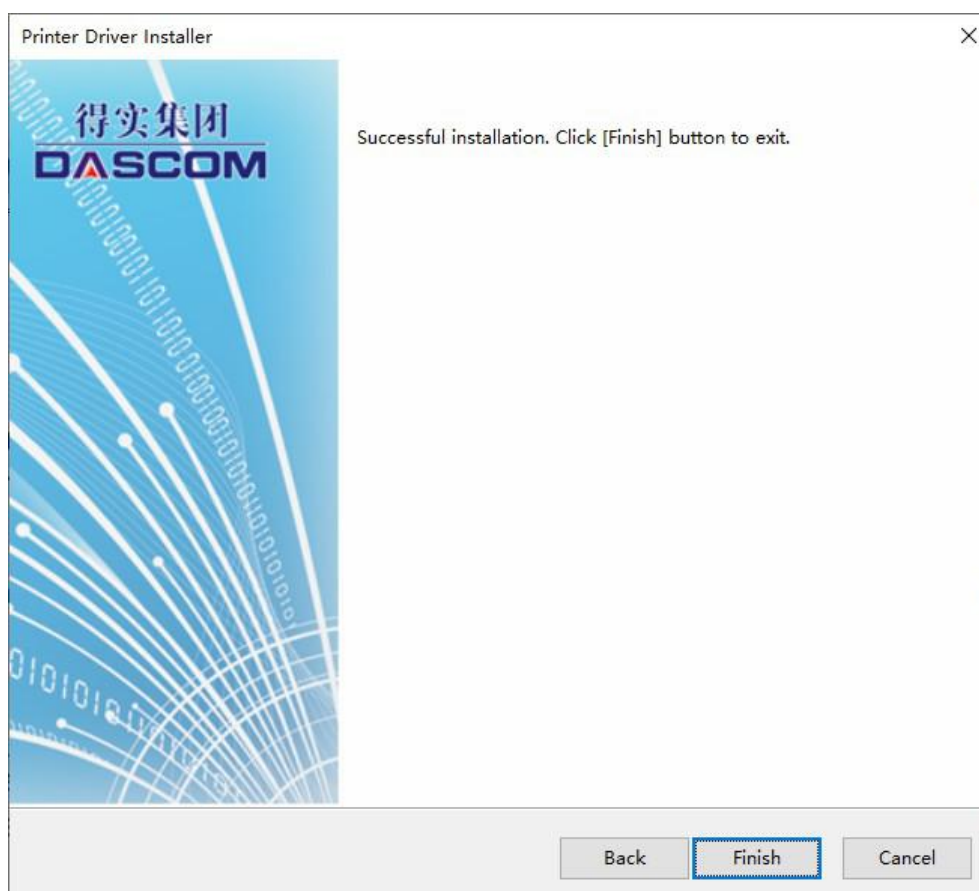 Printer Driver Installer
得实集团
DASCOM
Successful installation. Click [Finish] button to exit.
Back
Finish
Cancel